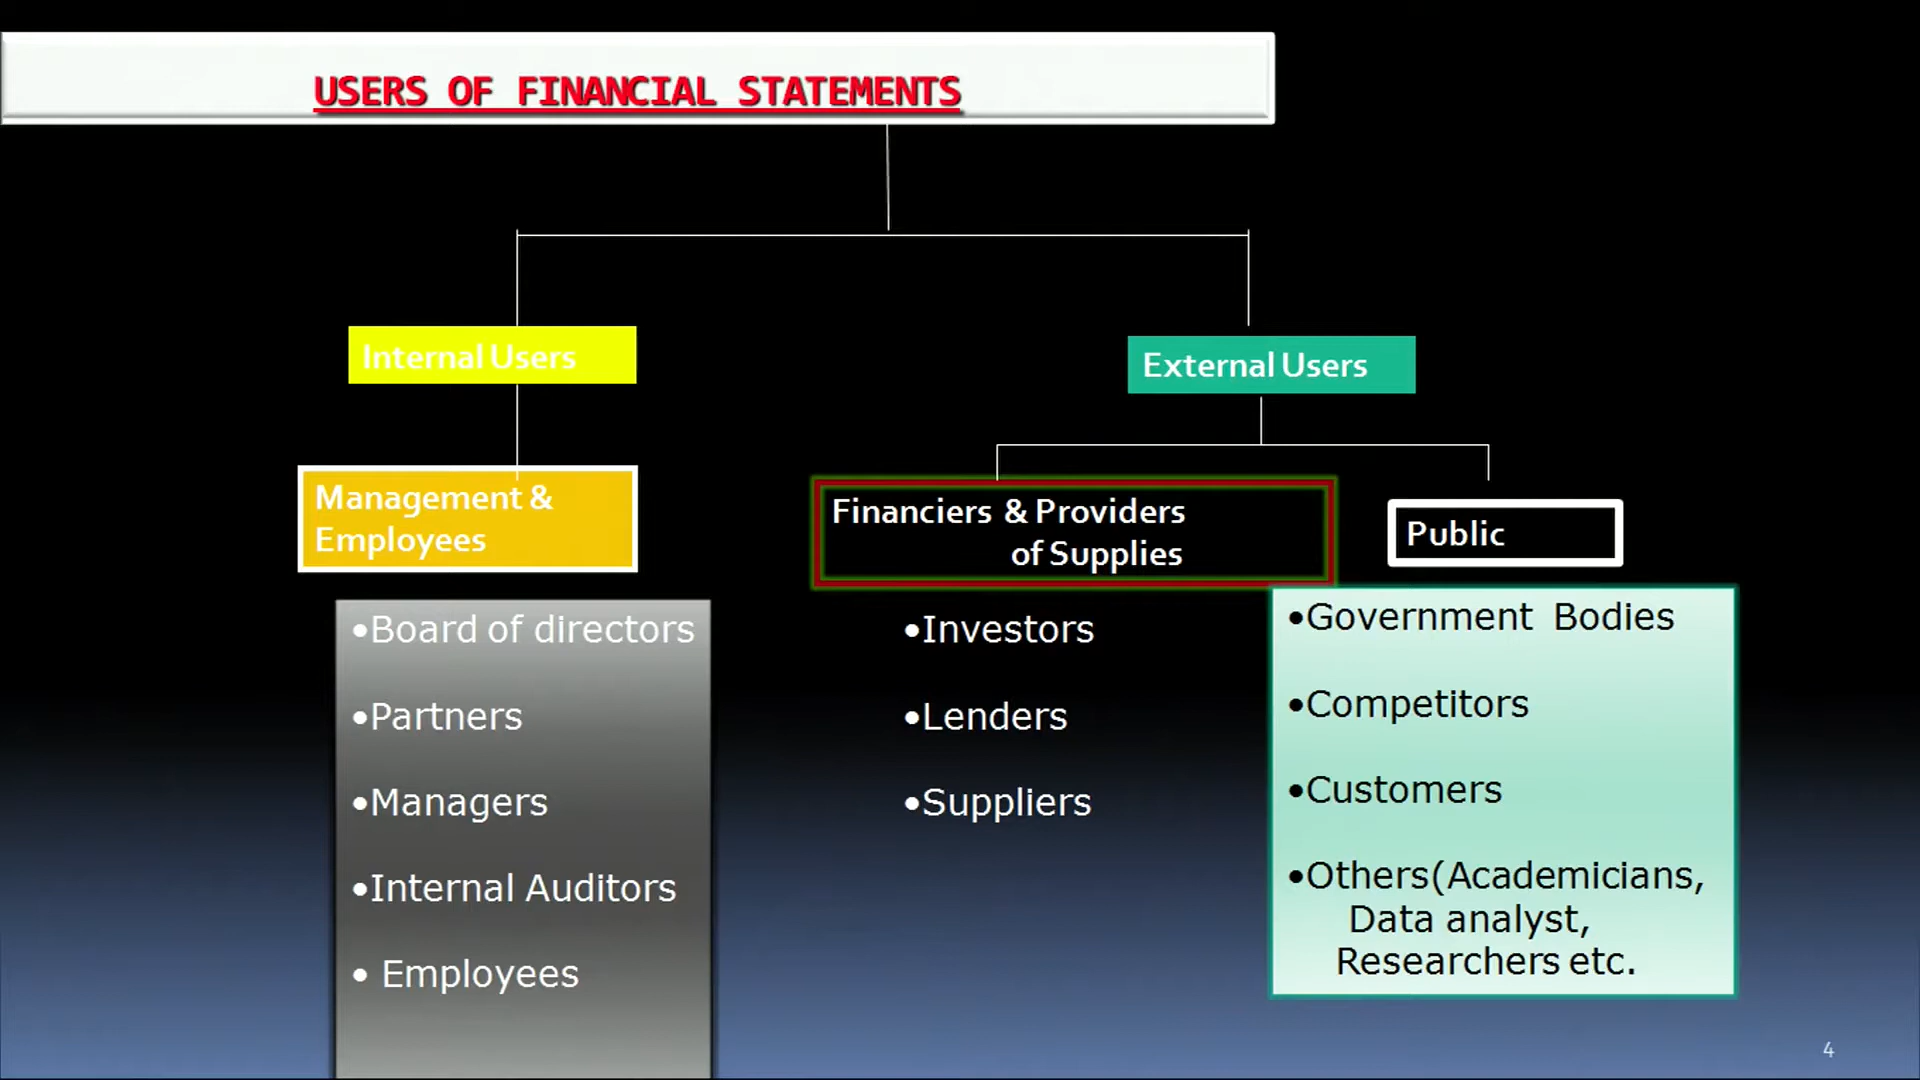 USERS OF FINANCIAL STATEMENTS
Internal Users
External Users
Management &
Employees
Financiers & Providers
of Supplies
Public
•Board of directors
•Partners
•Managers
•Internal Auditors
• Employees
•Investors
•Lenders
•Suppliers
•Government Bodies
•Competitors
•Customers
•Others(Academicians,
Data analyst,
Researchers etc.
4